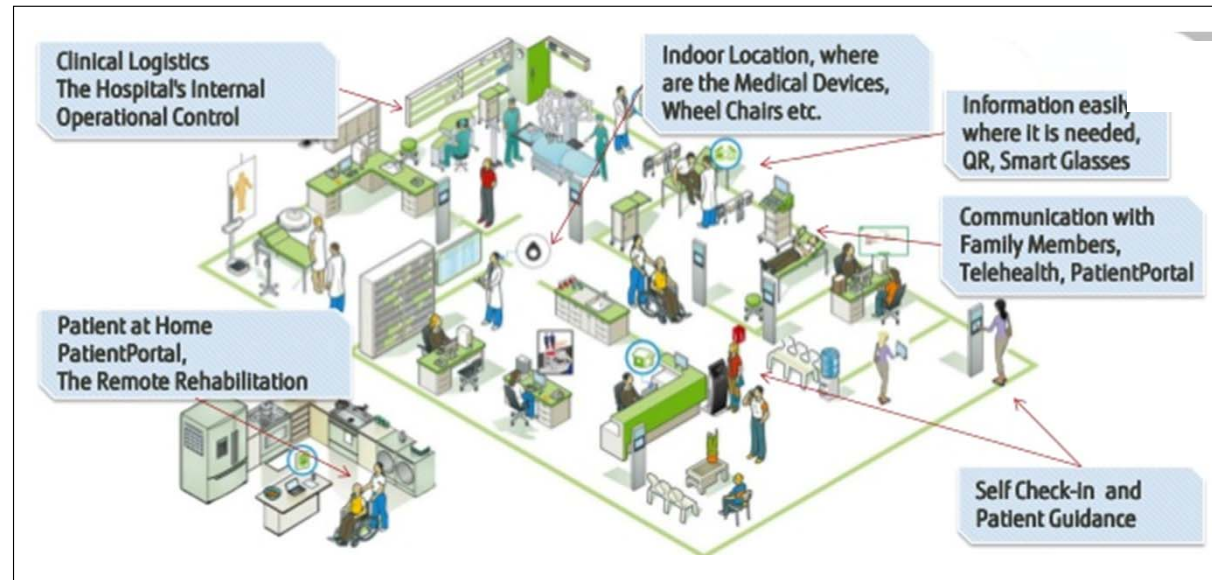 Clinical Logistics
The Hospital's Internal
Operational Control
Indoor Location, where
are the Medical Devices,
Wheel Chairs etc.
Information easily
where it is needed,
QR, Smart Glasses
Communication with
Family Members,
Telehealth, PatientPortal
Patient at Home
PatientPortal,
The Remote Rehabilitation
Self Check-in and
Patient Guidance